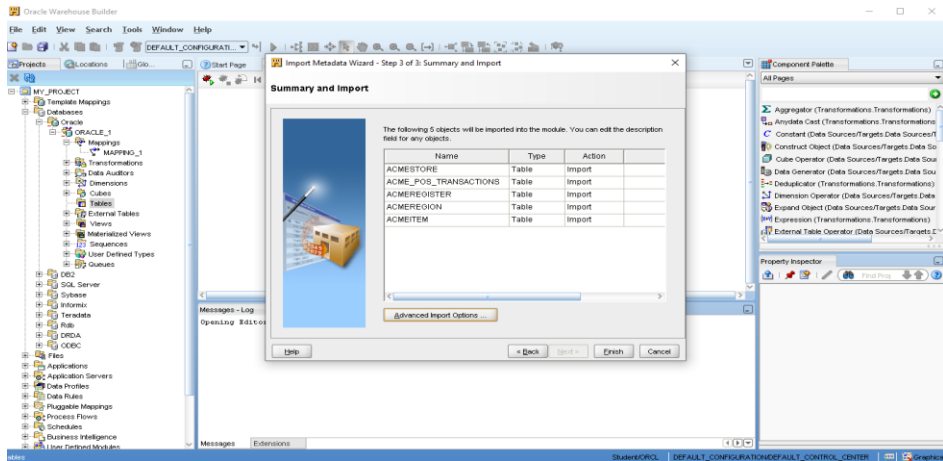 Oracle Warehouse Builder
File Edit View Search Tools Window Help
DEFAULT_CONFIGURATI...
Projects Locations Glo...
MY_PROJECT
Template Mappings
Databases
Oracle
ORACLE_1
Mappings
MAPPING_1
Transformations
Data Auditors
Dimensions
Cubes
Tables
External Tables
Views
Materialized Views
Sequences
User Defined Types
Queues
DB2
SQL Server
Sybase
Informix
Teradata
Rdb
DRDA
ODBC
Files
Applications
Application Servers
Data Profiles
Data Rules
Pluggable Mappings
Process Flows
Schedules
Business Intelligence
User Defined Modules
Start Page
Messages - Log
Opening Editor
Messages Extensions
Import Metadata Wizard - Step 3 of 3: Summary and Import
Summary and Import
The following 5 objects will be imported into the module. You can edit the description
field for any objects.
Name Type Action
ACMESTORE Table Import
ACME_POS_TRANSACTIONS Table Import
ACMEREGISTER Table Import
ACMEREGION Table Import
ACMEITEM Table Import
Advanced Import Options ...
Help < Back Next > Finish Cancel
Component Palette
All Pages
Aggregator (Transformations.Transformations)
Anydata Cast (Transformations.Transformations
Constant (Data Sources/Targets.Data Sources/T
Construct Object (Data Sources/Targets.Data So
Cube Operator (Data Sources/Targets.Data Sour
Data Generator (Data Sources/Targets.Data Sou
Deduplicator (Transformations.Transformations)
Dimension Operator (Data Sources/Targets.Data
Expand Object (Data Sources/Targets.Data Sour
Expression (Transformations.Transformations)
External Table Operator (Data Sources/Targets.D
Property Inspector
Find Proj
ables
Student/ORCL DEFAULT_CONFIGURATION/DEFAULT_CONTROL_CENTER Graphica